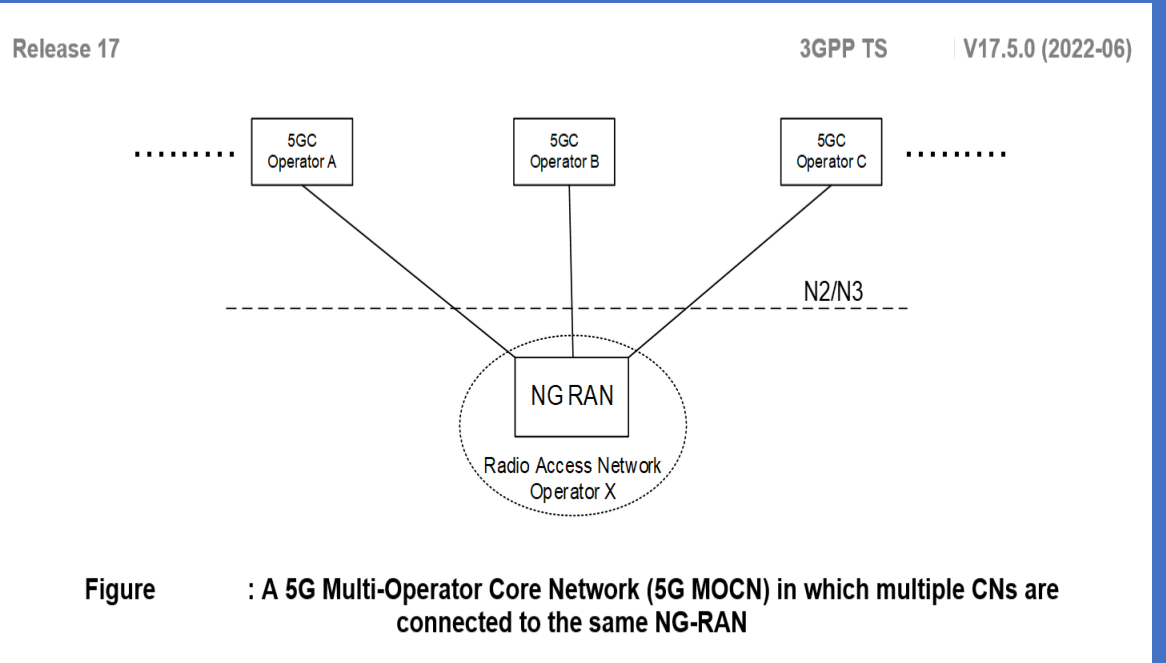 Release 17 3GPP TS V17.5.0 (2022-06)
......... 5GC Operator A 5GC Operator B 5GC Operator C .........
N2/N3
NG RAN
Radio Access Network
Operator X
Figure : A 5G Multi-Operator Core Network (5G MOCN) in which multiple CNs are
connected to the same NG-RAN